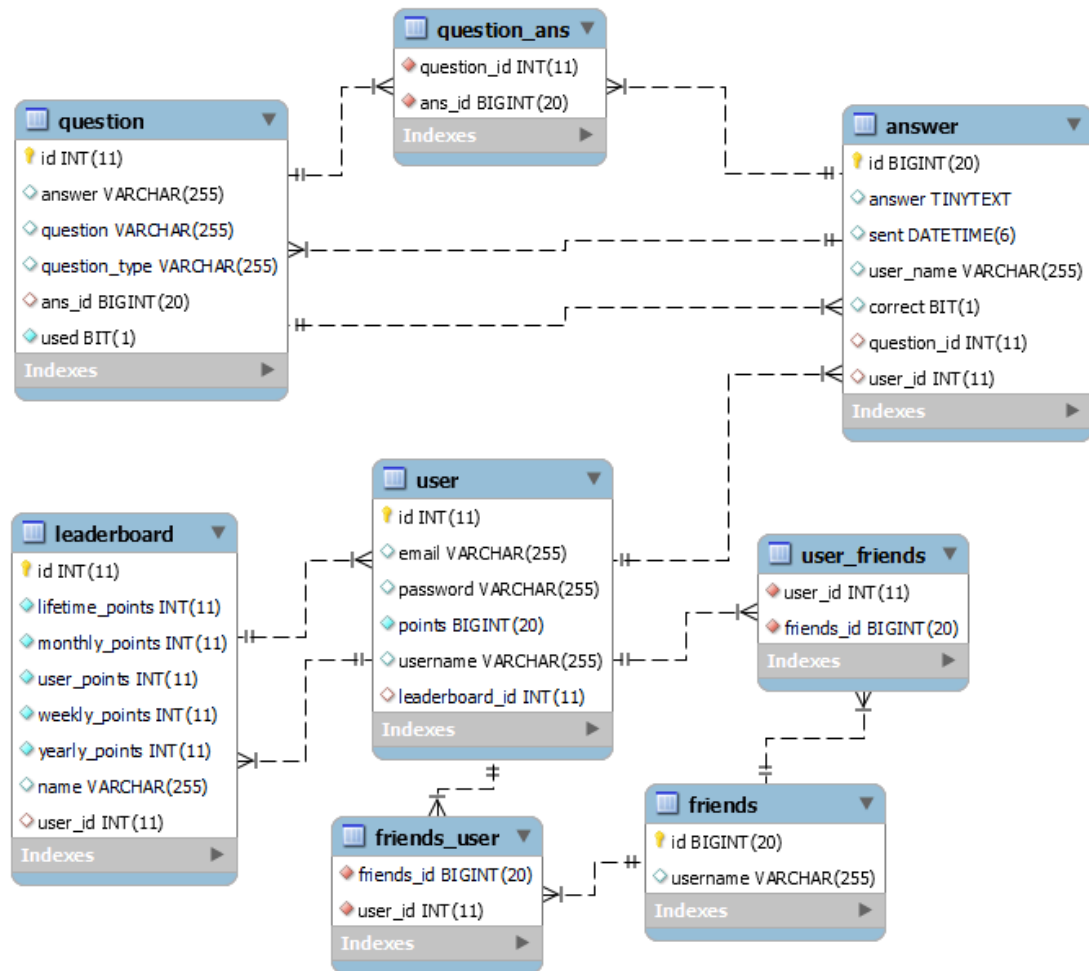 question_ans
question_id INT(11)
ans_id BIGINT(20)
Indexes
question
id INT(11)
answer VARCHAR(255)
question VARCHAR(255)
question_type VARCHAR(255)
ans_id BIGINT(20)
used BIT(1)
Indexes
answer
id BIGINT(20)
answer TINYTEXT
sent DATETIME(6)
user_name VARCHAR(255)
correct BIT(1)
question_id INT(11)
user_id INT(11)
Indexes
user
id INT(11)
email VARCHAR(255)
password VARCHAR(255)
points BIGINT(20)
username VARCHAR(255)
leaderboard_id INT(11)
Indexes
leaderboard
id INT(11)
lifetime_points INT(11)
monthly_points INT(11)
user_points INT(11)
weekly_points INT(11)
yearly_points INT(11)
name VARCHAR(255)
user_id INT(11)
Indexes
user_friends
user_id INT(11)
friends_id BIGINT(20)
Indexes
friends_user
friends_id BIGINT(20)
user_id INT(11)
Indexes
friends
id BIGINT(20)
username VARCHAR(255)
Indexes